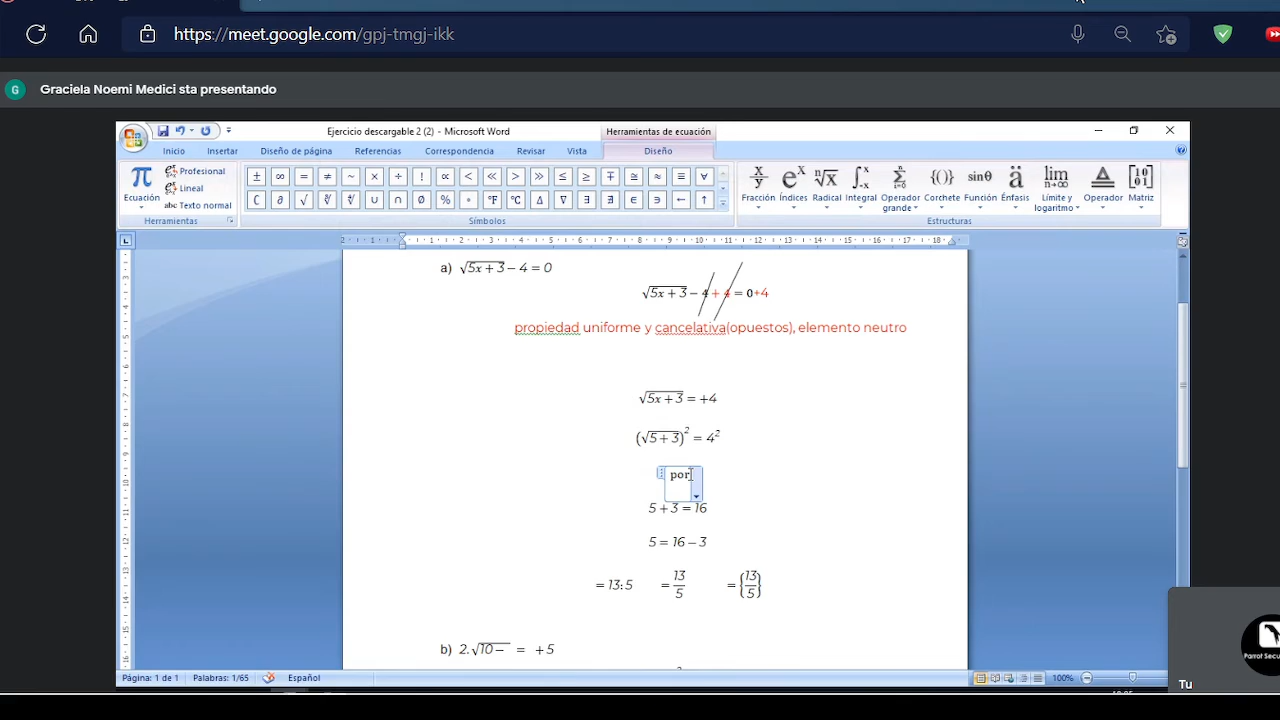 https://meet.google.com/gpj-tmgj-ikk
G Graciela Noemi Medici sta presentando
Ejercicio descargable 2 (2) - Microsoft Word
Herramientas de ecuación
Inicio Insertar Diseño de página Referencias Correspondencia Revisar Vista Diseño
π Ecuación
Profesional
Lineal
abc Texto normal
± ∞ = ≠ ~ × ÷ ! ∝ < ≪ > ≫ ≤ ≥ ∓ ≅ ≈ ≡ ∀
∁ ∂ √ ∛ ∜ ∪ ∩ ∅ % ° ℉ ℃ ∆ ∇ ∃ ∄ ∈ ∋ ← ↑
Fracción Índices Radical Integral Operador grande Corchete Función Énfasis Límite y logaritmo Operador Matriz
Herramientas Símbolos Estructuras
a) √5x + 3 − 4 = 0
√5x + 3 − 4 + 4 = 0+4
propiedad uniforme y cancelativa(opuestos), elemento neutro
√5x + 3 = +4
(√5 + 3)² = 4²
por
5 + 3 = 16
5 = 16 − 3
= 13:5 = 13/5 = {13/5}
b) 2.√10 − = +5
Página: 1 de 1 Palabras: 1/65 Español 100%
Tu